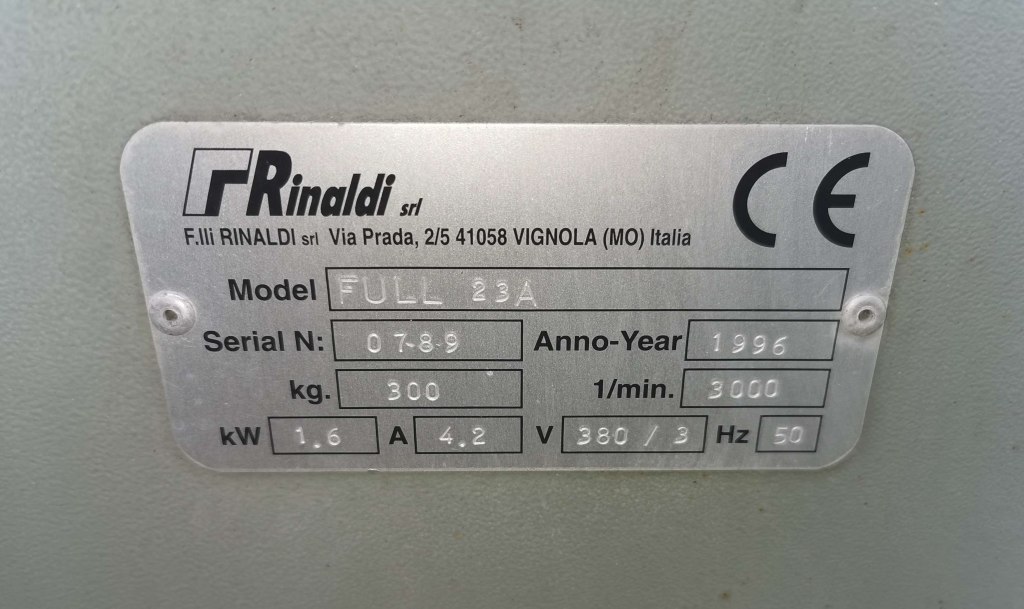 Rinaldi srl
CE
F.lli RINALDI srl Via Prada, 2/5 41058 VIGNOLA (MO) Italia
Model FULL 23A
Serial N: 0789 Anno-Year 1996
kg. 300 1/min. 3000
kW 1.6 A 4.2 V 380 / 3 Hz 50